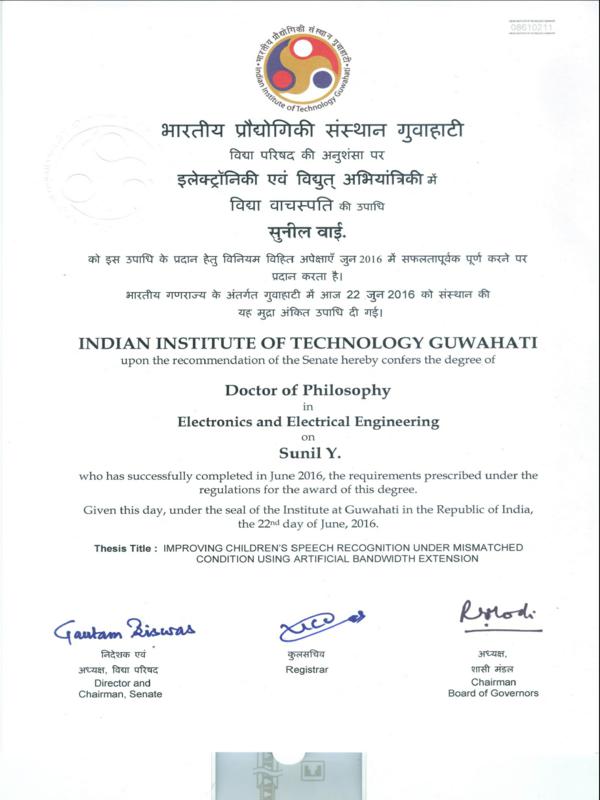 08610211
भारतीय प्रौद्योगिकी संस्थान गुवाहाटी
Indian Institute of Technology Guwahati
भारतीय प्रौद्योगिकी संस्थान गुवाहाटी
विद्या परिषद की अनुशंसा पर
इलेक्ट्रॉनिकी एवं विद्युत् अभियांत्रिकी में
विद्या वाचस्पति की उपाधि
सुनील वाई.
को इस उपाधि के प्रदान हेतु विनियम विहित अपेक्षाएँ जुन 2016 में सफलतापूर्वक पूर्ण करने पर
प्रदान करता है।
भारतीय गणराज्य के अंतर्गत गुवाहाटी में आज 22 जुन 2016 को संस्थान की
यह मुद्रा अंकित उपाधि दी गई।
INDIAN INSTITUTE OF TECHNOLOGY GUWAHATI
upon the recommendation of the Senate hereby confers the degree of
Doctor of Philosophy
in
Electronics and Electrical Engineering
on
Sunil Y.
who has successfully completed in June 2016, the requirements prescribed under the
regulations for the award of this degree.
Given this day, under the seal of the Institute at Guwahati in the Republic of India,
the 22nd day of June, 2016.
Thesis Title : IMPROVING CHILDREN'S SPEECH RECOGNITION UNDER MISMATCHED
CONDITION USING ARTIFICIAL BANDWIDTH EXTENSION
Gautam Biswas
निदेशक एवं
अध्यक्ष, विद्या परिषद
Director and
Chairman, Senate
कुलसचिव
Registrar
अध्यक्ष,
शासी मंडल
Chairman
Board of Governors